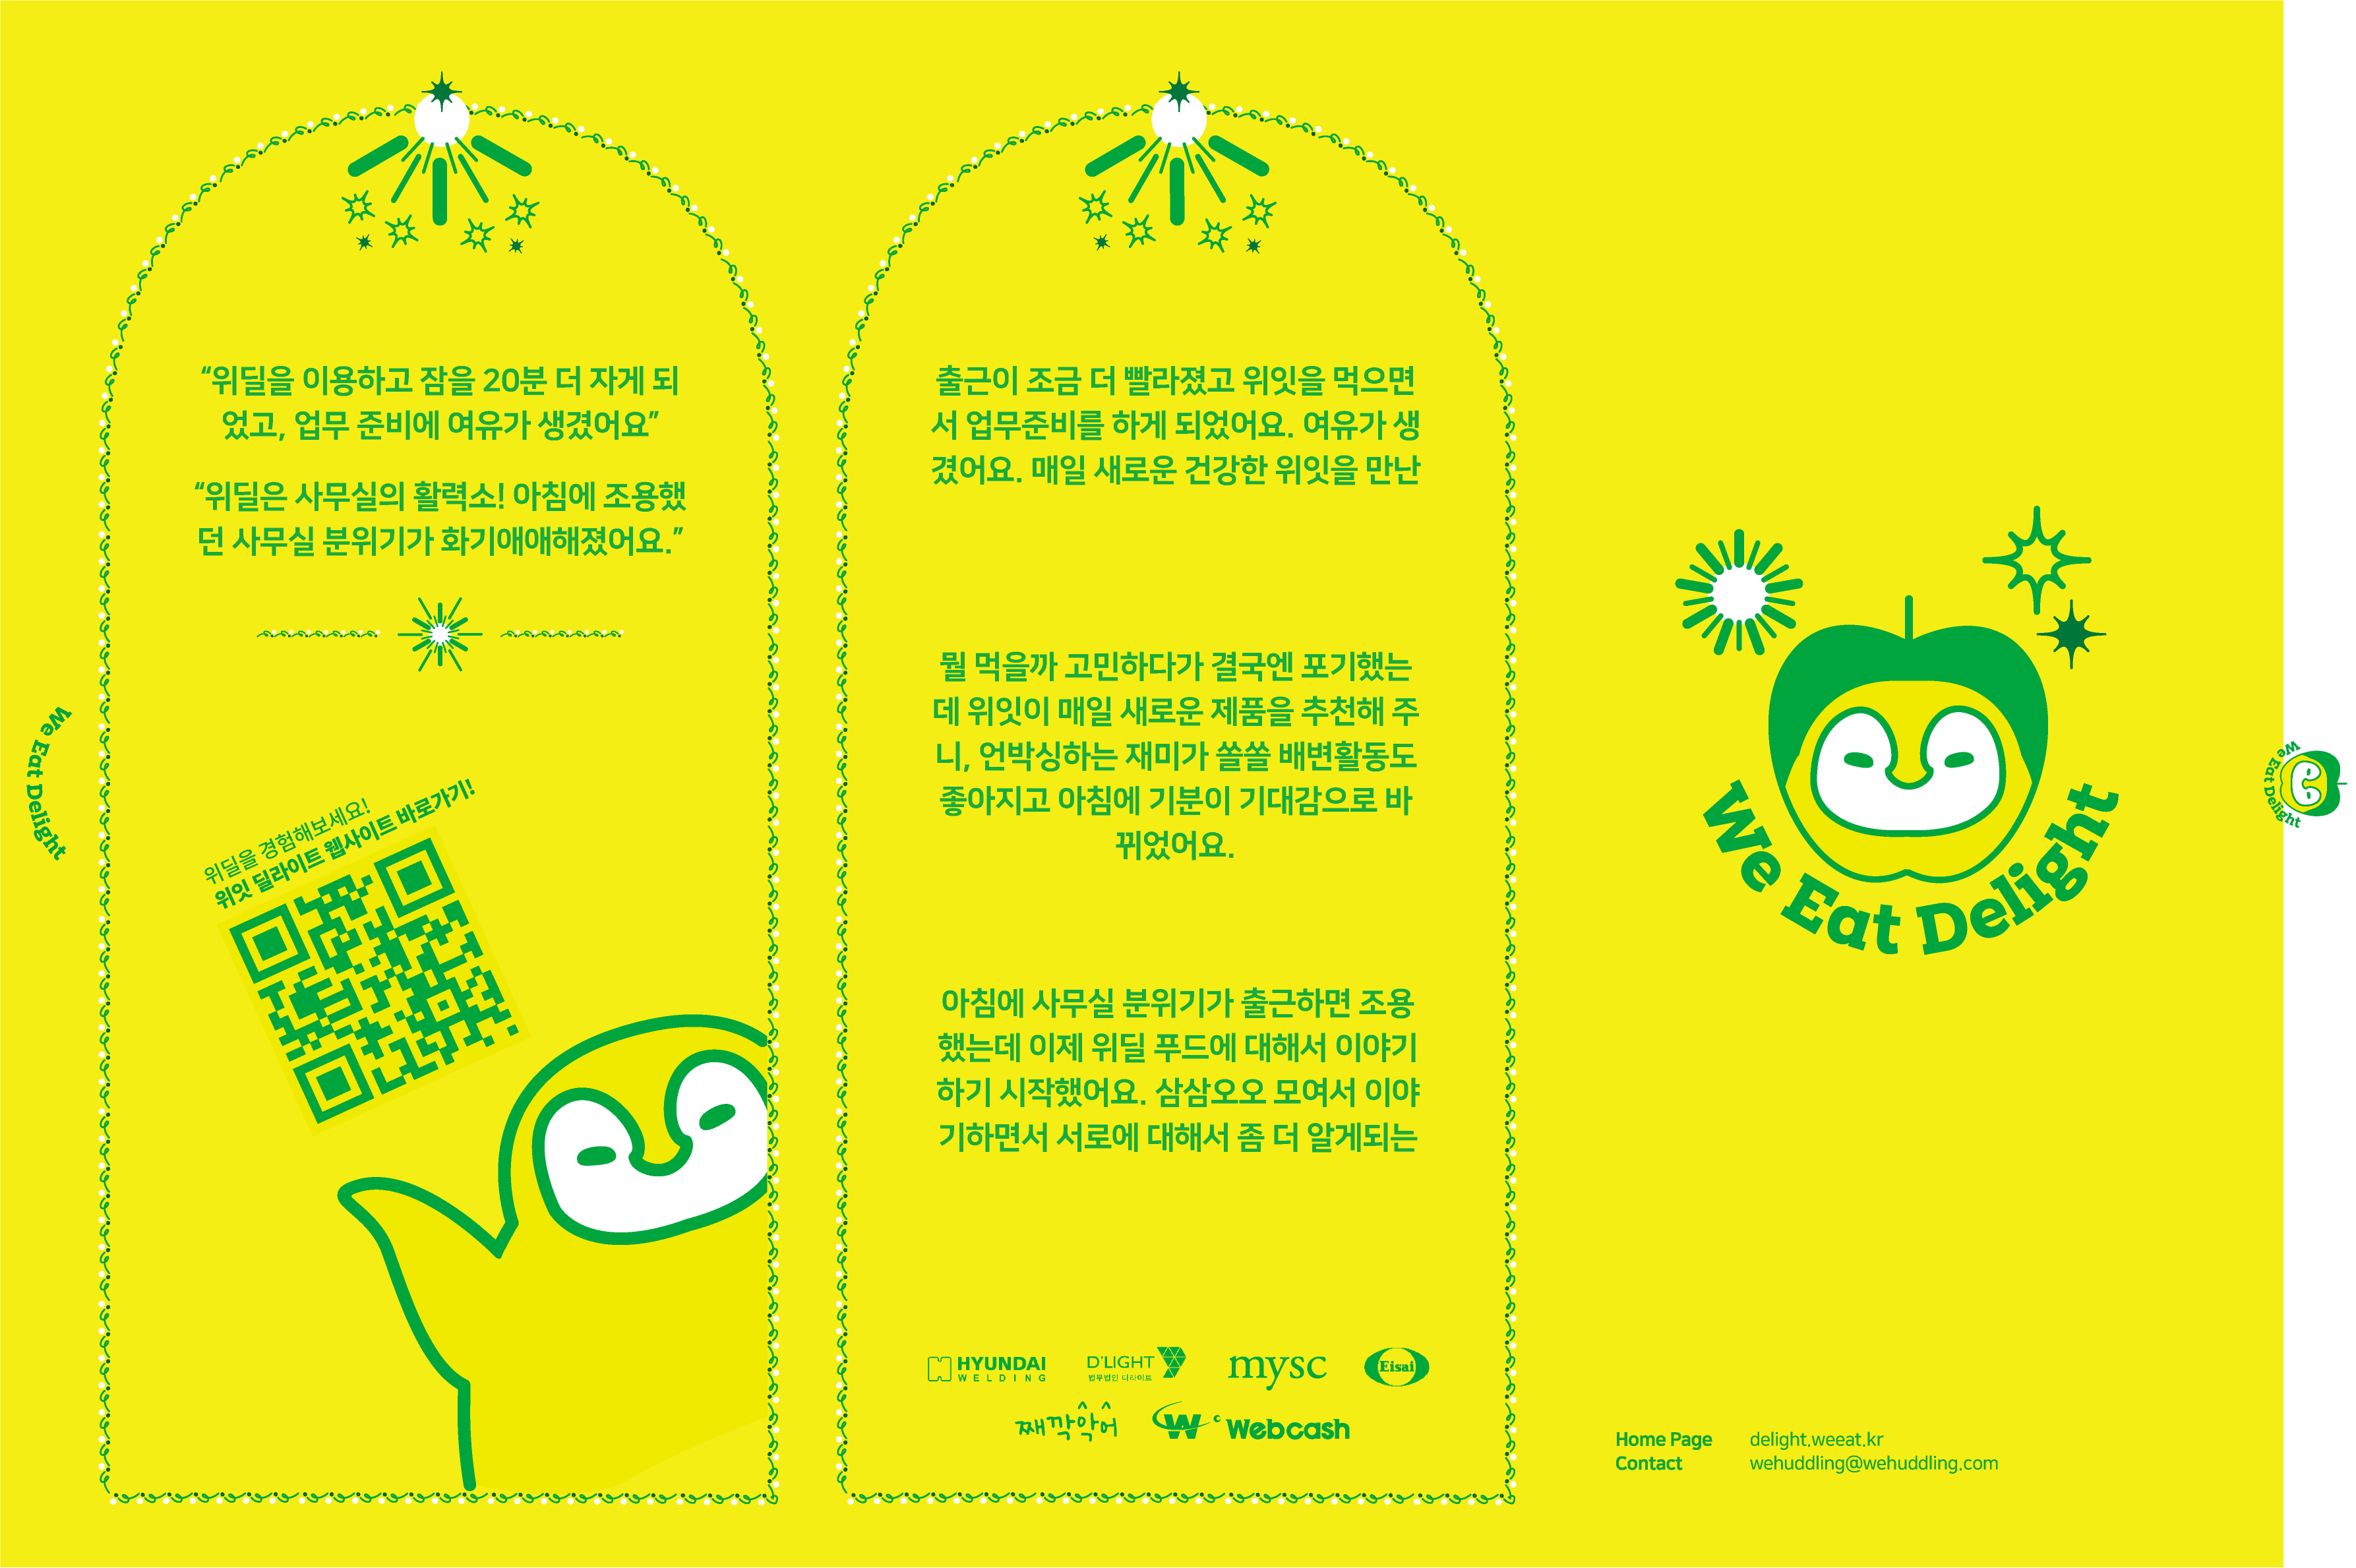 We Eat Delight
“위딜을 이용하고 잠을 20분 더 자게 되
었고, 업무 준비에 여유가 생겼어요”
“위딜은 사무실의 활력소! 아침에 조용했
던 사무실 분위기가 화기애애해졌어요.”
위딜을 경험해보세요!
위잇 딜라이트 웹사이트 바로가기!
출근이 조금 더 빨라졌고 위잇을 먹으면
서 업무준비를 하게 되었어요. 여유가 생
겼어요. 매일 새로운 건강한 위잇을 만난
뭘 먹을까 고민하다가 결국엔 포기했는
데 위잇이 매일 새로운 제품을 추천해 주
니, 언박싱하는 재미가 쏠쏠 배변활동도
좋아지고 아침에 기분이 기대감으로 바
뀌었어요.
아침에 사무실 분위기가 출근하면 조용
했는데 이제 위딜 푸드에 대해서 이야기
하기 시작했어요. 삼삼오오 모여서 이야
기하면서 서로에 대해서 좀 더 알게되는
HYUNDAI
WELDING
D'LIGHT
법무법인 디라이트
mysc
Eisai
째깍악어
W Webcash
We Eat Delight
Home Page delight.weeat.kr
Contact wehuddling@wehuddling.com
We Eat Delight